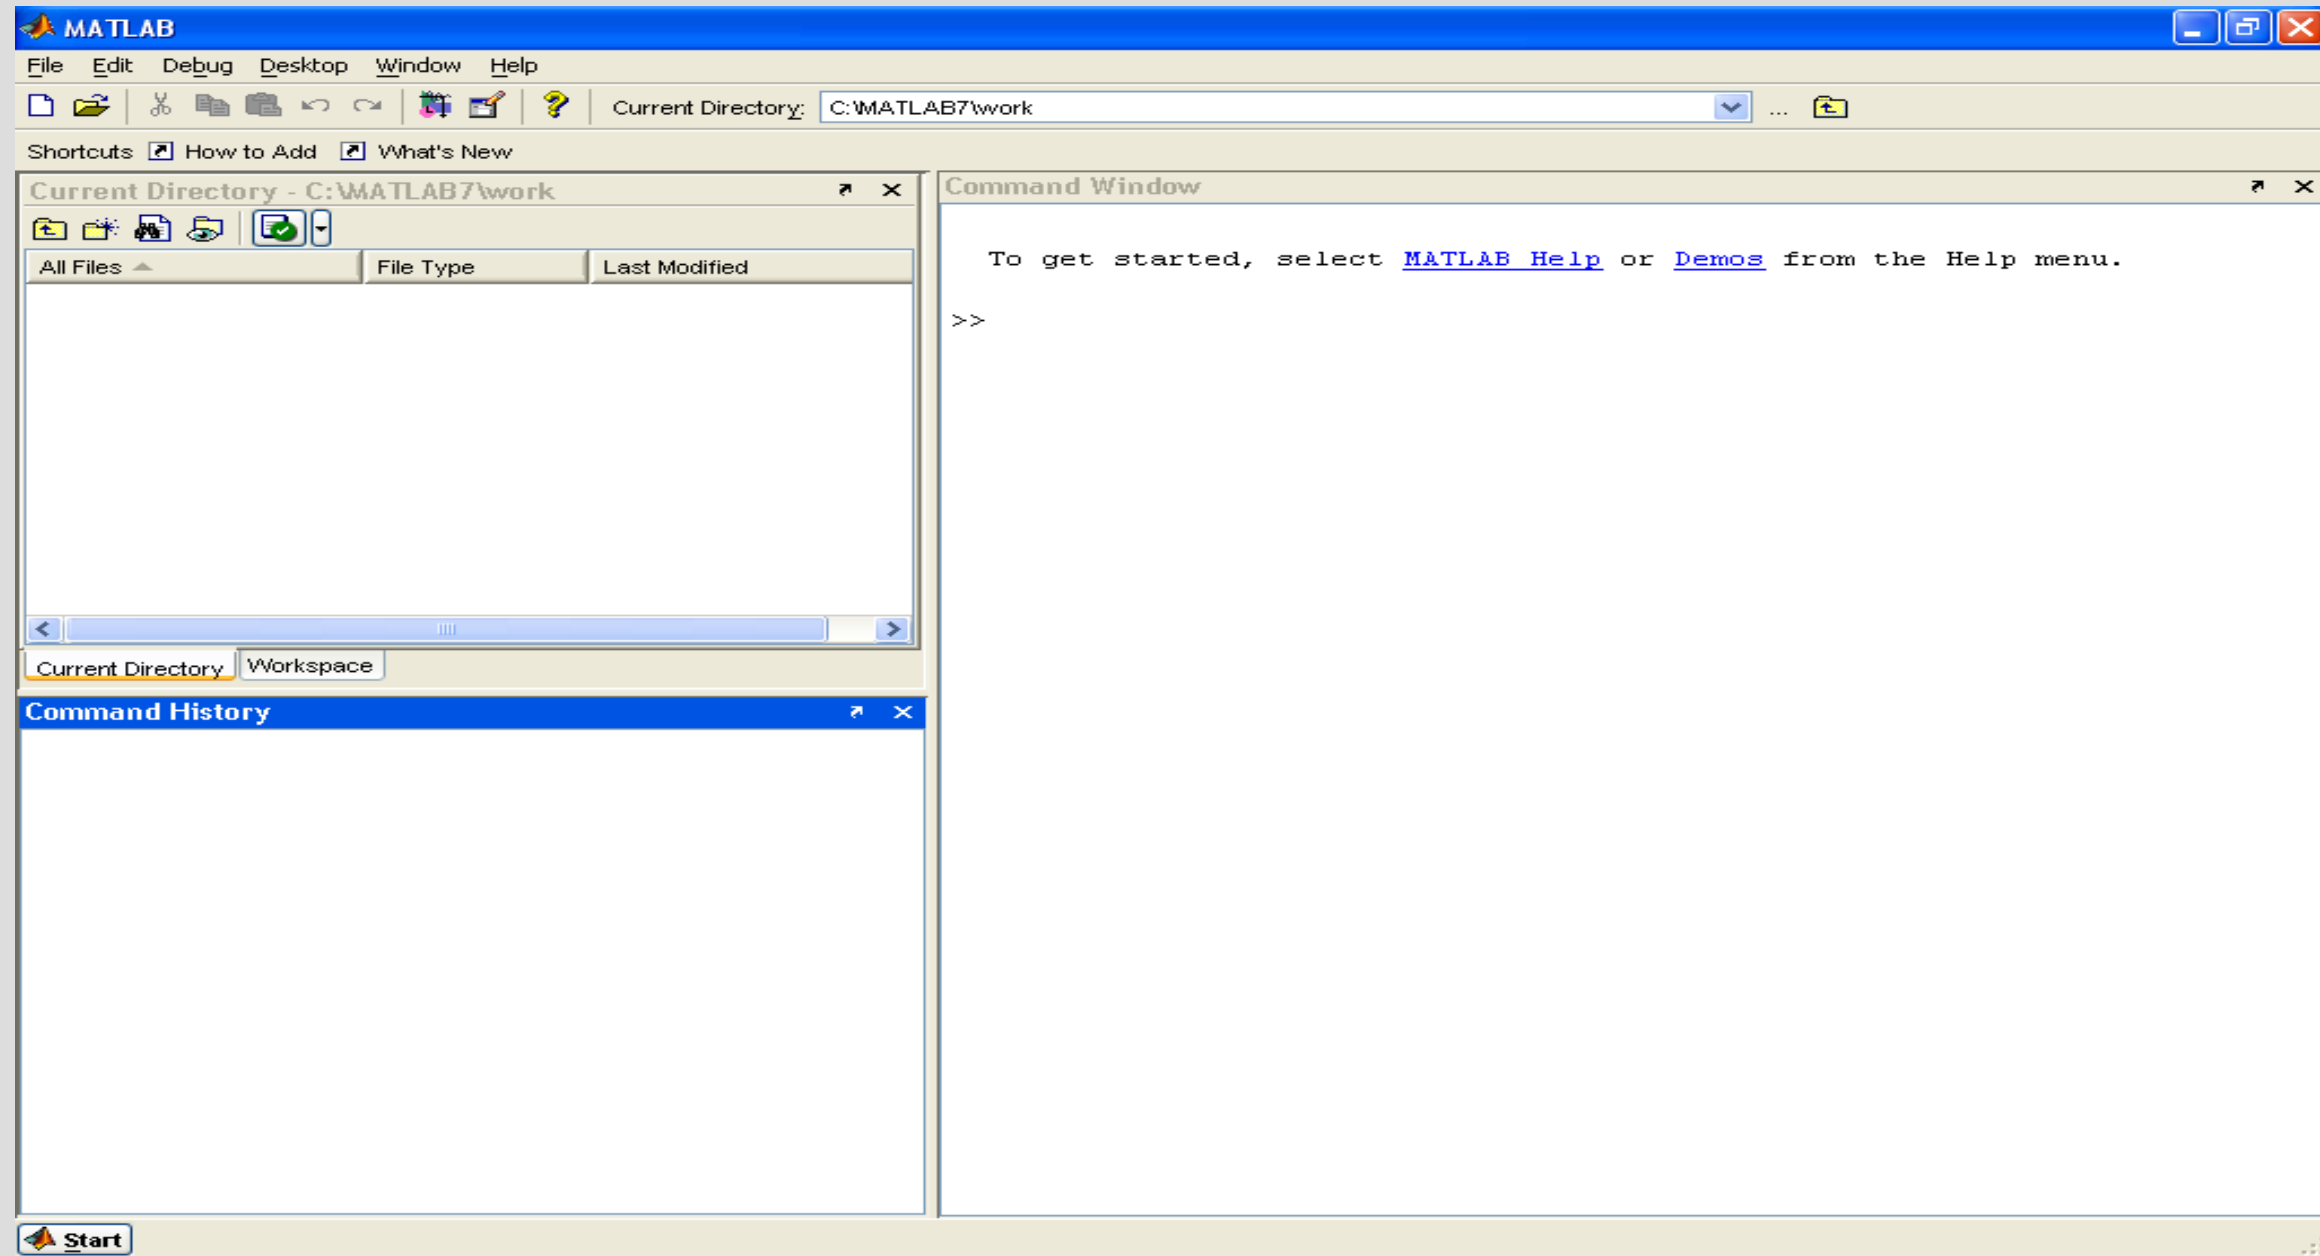 MATLAB
File Edit Debug Desktop Window Help
Current Directory: C:\MATLAB7\work ...
Shortcuts How to Add What's New
Current Directory - C:\MATLAB7\work
All Files File Type Last Modified
Current Directory Workspace
Command History
Command Window
To get started, select MATLAB Help or Demos from the Help menu.
>>
Start